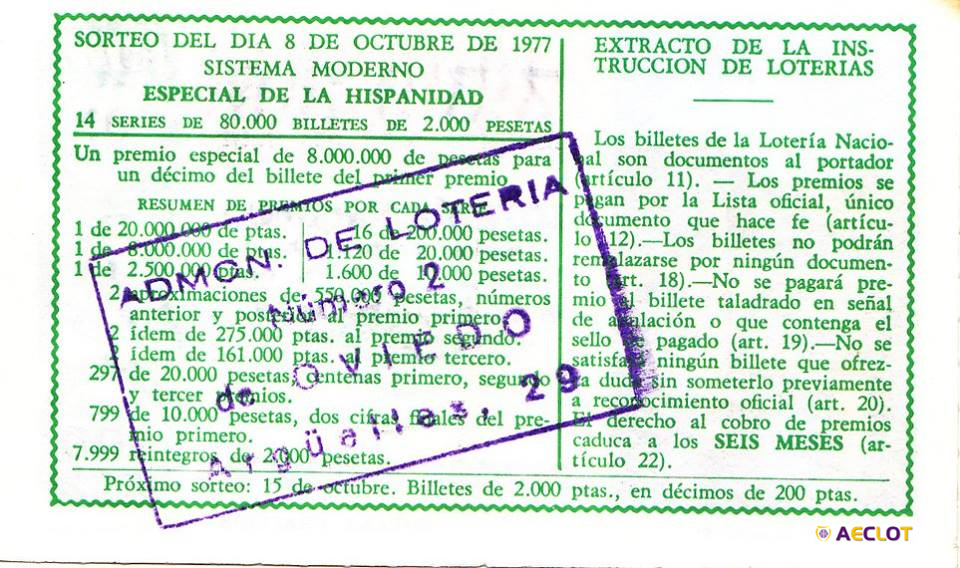 SORTEO DEL DIA 8 DE OCTUBRE DE 1977
SISTEMA MODERNO
ESPECIAL DE LA HISPANIDAD
14 SERIES DE 80.000 BILLETES DE 2.000 PESETAS
Un premio especial de 8.000.000 de pesetas para
un décimo del billete del primer premio
RESUMEN DE PREMIOS POR CADA SERIE
1 de 20.000.000 de ptas.
1 de 8.000.000 de ptas.
1 de 2.500.000 ptas.
16 de 200.000 pesetas.
1.120 de 20.000 pesetas.
1.600 de 10.000 pesetas.
2 aproximaciones de 550.000 pesetas, números
anterior y posterior al premio primero.
2 ídem de 275.000 ptas. al premio segundo.
2 ídem de 161.000 ptas. al premio tercero.
297 de 20.000 pesetas, centenas primero, segundo
y tercer premios.
799 de 10.000 pesetas, dos cifras finales del pre-
mio primero.
7.999 reintegros de 2.000 pesetas.
EXTRACTO DE LA INS-
TRUCCION DE LOTERIAS
Los billetes de la Lotería Nacio-
nal son documentos al portador
(artículo 11). — Los premios se
pagan por la Lista oficial, único
documento que hace fe (artícu-
lo 12).—Los billetes no podrán
remplazarse por ningún documen-
to (art. 18).—No se pagará pre-
mio al billete taladrado en señal
de anulación o que contenga el
sello de pagado (art. 19).—No se
satisfará ningún billete que ofrez-
ca duda sin someterlo previamente
a reconocimiento oficial (art. 20).
El derecho al cobro de premios
caduca a los SEIS MESES (ar-
tículo 22).
Próximo sorteo: 15 de octubre. Billetes de 2.000 ptas., en décimos de 200 ptas.
ADMCN. DE LOTERIA
Número 2
de OVIEDO
Argüelles, 29
AECLOT